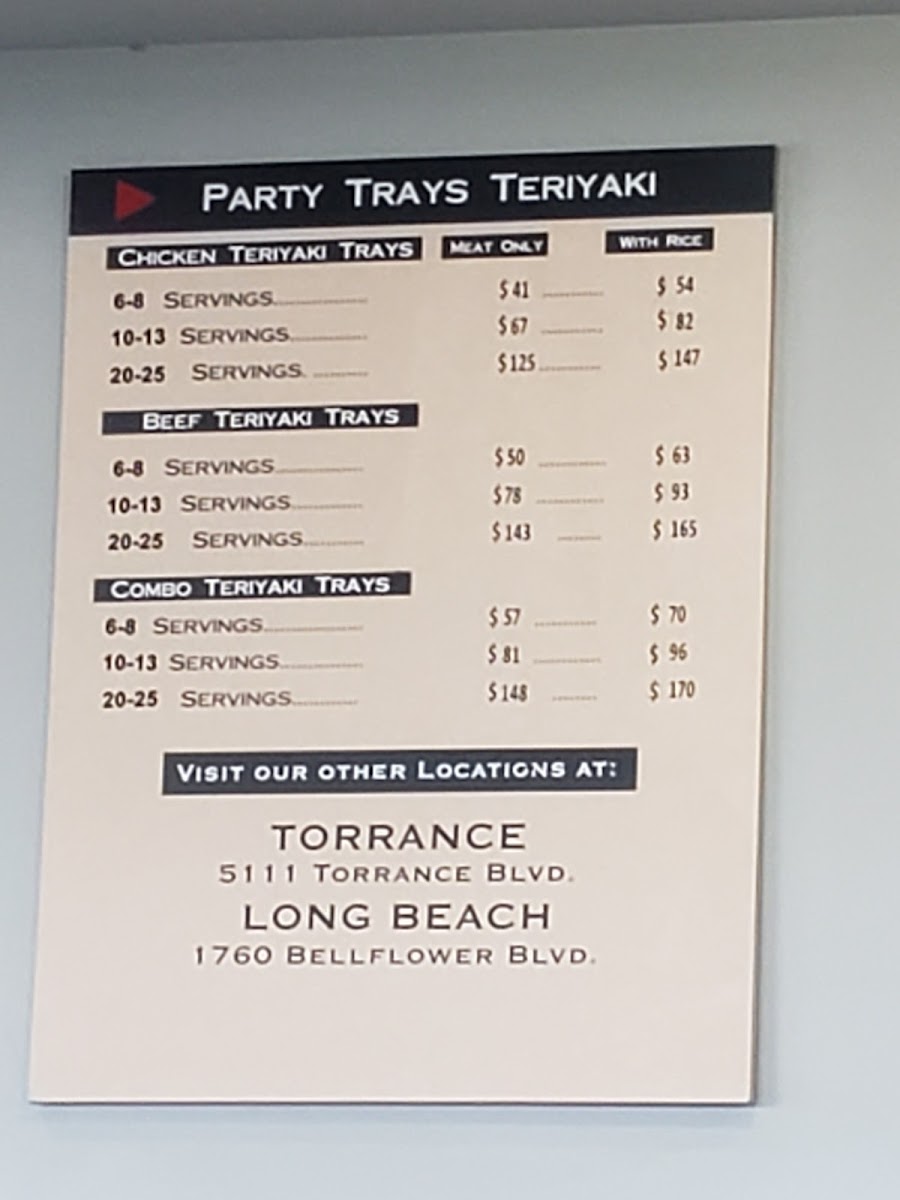 PARTY TRAYS TERIYAKI
CHICKEN TERIYAKI TRAYS MEAT ONLY WITH RICE
6-8 SERVINGS................... $41 ............... $ 54
10-13 SERVINGS................ $67 ............... $ 82
20-25 SERVINGS. ............. $125............... $ 147
BEEF TERIYAKI TRAYS
6-8 SERVINGS................... $50 ............... $ 63
10-13 SERVINGS................ $78 ............... $ 93
20-25 SERVINGS............. $143 .......... $ 165
COMBO TERIYAKI TRAYS
6-8 SERVINGS................... $57 ............... $ 70
10-13 SERVINGS................ $81 ............... $ 96
20-25 SERVINGS............. $148 .......... $ 170
VISIT OUR OTHER LOCATIONS AT:
TORRANCE
5111 TORRANCE BLVD.
LONG BEACH
1760 BELLFLOWER BLVD.